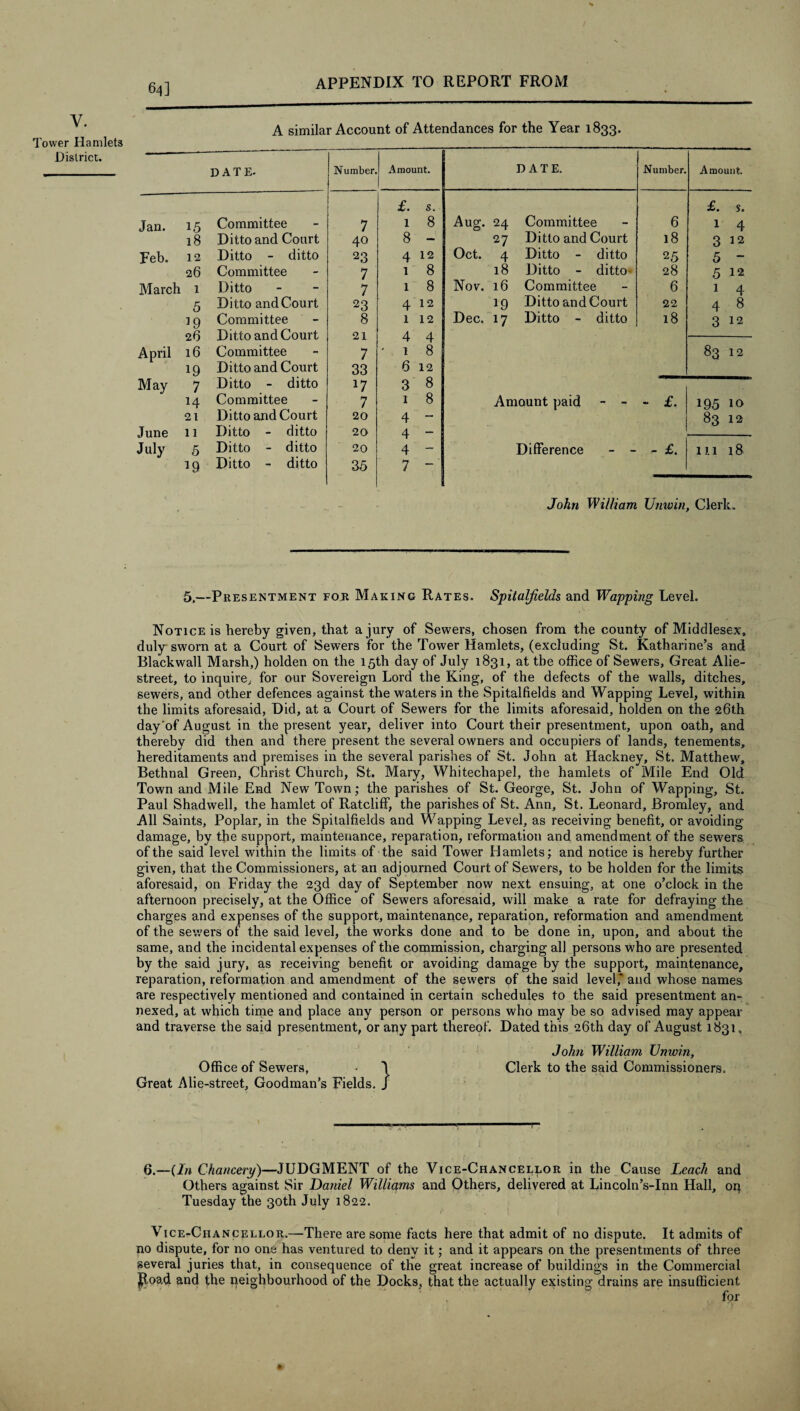 64]
APPENDIX TO REPORT FROM
V.
Tower Hamlets
District.
A similar Account of Attendances for the Year 1833.
DATE. Number. Amount. DATE. Number. Amount.
£. s. £. s.
Jan. 15 Committee - 7 1 8 Aug. 24 Committee - 6 1 4
18 Ditto and Court 40 8 - 27 Ditto and Court 18 3 12
Feb. 12 Ditto - ditto 23 4 12 Oct. 4 Ditto - ditto 25 5 -
26 Committee - 7 1 8 18 Ditto - ditto 28 5 12
March 1 Ditto - - 7 1 8 Nov. 16 Committee - 6 1 4
5 Ditto and Court 23 4 12 19 Ditto and Court 22 4 8
19 Committee - 8 1 12 Dec. 17 Ditto - ditto 18 3 12
26 Ditto and Court 21 4 4
April 16 Committee - 7 1 8 83 12
19 Ditto and Court 33 6 12
May 7 Ditto - ditto 17 3 8
14 Committee - 7 1 8 Amount paid - - - £. 195 10
21 Ditto and Court 20 4 - 83 12
June 11 Ditto - ditto 20 4 -
July 5 Ditto - ditto 20 4 - Difference - - - £. 111 18
19 Ditto - ditto 35 7 -
John William Unwin, Clerk.
5.—Presentment for Making Rates. Spitalfields and Wapping Level.
Notice is hereby given, that a jury of Sewers, chosen from the county of Middlesex,
duly sworn at a Court of Sewers for the Tower Hamlets, (excluding St. Katharine's and
Blackwall Marsh,) holden on the 15th day of July 1831, at the office of Sewers, Great Alie-
street, to inquire, for our Sovereign Lord the King, of the defects of the walls, ditches,
sewers, and other defences against the waters in the Spitalfields and Wapping Level, within
the limits aforesaid, Did, at a Court of Sewers for the limits aforesaid, holden on the 26th
day of August in the present year, deliver into Court their presentment, upon oath, and
thereby did then and there present the several owners and occupiers of lands, tenements,
hereditaments and premises in the several parishes of St. John at Hackney, St. Matthew,
Bethnal Green, Christ Church, St. Mary, Whitechapel, the hamlets of Mile End Old
Town and Mile End New Town; the parishes of St. George, St. John of Wapping, St.
Paul Shadwell, the hamlet of Ratcliff, the parishes of St. Ann, St. Leonard, Bromley, and
All Saints, Poplar, in the Spitalfields and Wapping Level, as receiving benefit, or avoiding
damage, by the support, maintenance, reparation, reformation and amendment of the sewers
of the said level within the limits of the said Tower Hamlets; and notice is hereby further
given, that the Commissioners, at an adjourned Court of Sewers, to be holden for the limits
aforesaid, on Friday the 23d day of September now next ensuing, at one o'clock in the
afternoon precisely, at the Office of Sewers aforesaid, will make a rate for defraying the
charges and expenses of the support, maintenance, reparation, reformation and amendment
of the sewers of the said level, the works done and to be done in, upon, and about the
same, and the incidental expenses of the commission, charging all persons who are presented
by the said jury, as receiving benefit or avoiding damage by the support, maintenance,
reparation, reformation and amendment of the sewers of the said level, and whose names
are respectively mentioned and contained in certain schedules to the said presentment an-
nexed, at which time and place any person or persons who may be so advised may appear
and traverse the said presentment, or any part thereof. Dated this 26th day of August 1831.
John William Unwin,
Office of Sewers, } Clerk to the said Commissioners.
Great Alie-street, Goodman's Fields.
6.—(In Chancery)—JUDGMENT of the Vice-Chancellor in the Cause Leach and
Others against Sir Daniel Williams and Others, delivered at Lincoln's-Inn Hall, on
Tuesday the 30th July 1822.
Vice-Chancellor.—There are some facts here that admit of no dispute. It admits of
no dispute, for no one has ventured to deny it; and it appears on the presentments of three
several juries that, in consequence of the great increase of buildings in the Commercial
Road and the neighbourhood of the Docks, that the actually existing drains are insufficient
for